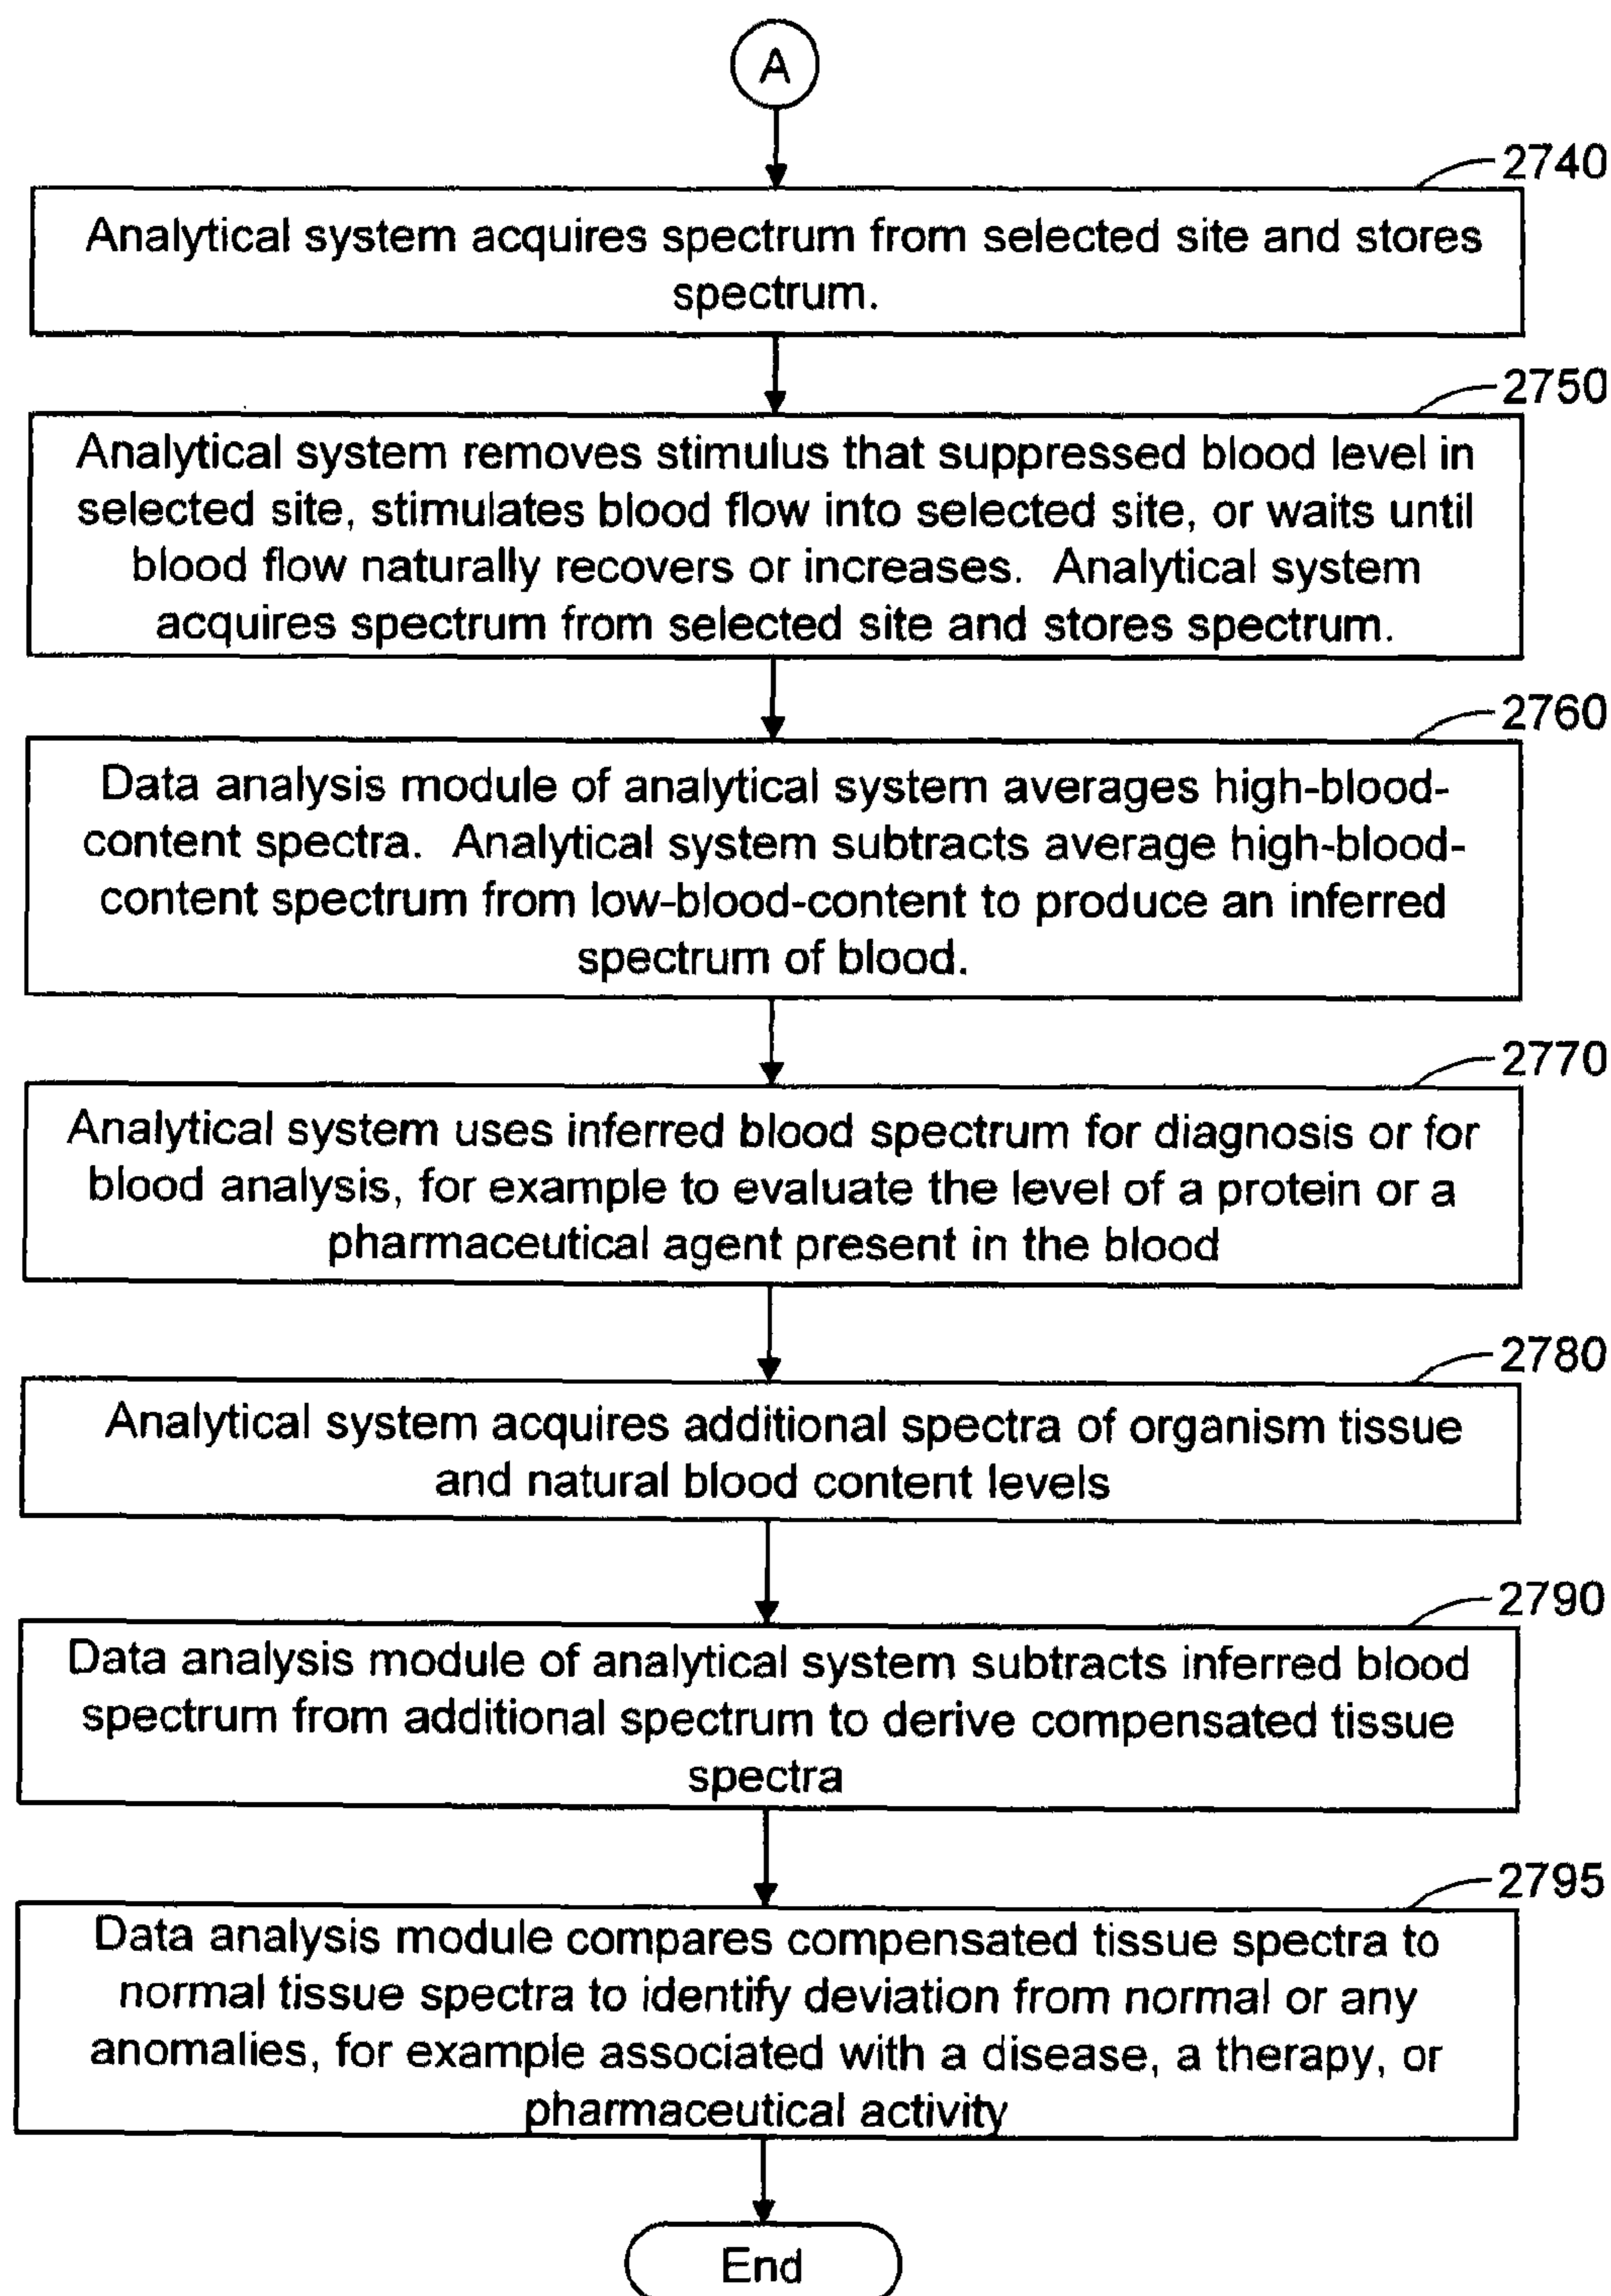 A
2740
Analytical system acquires spectrum from selected site and stores
spectrum.
2750
Analytical system removes stimulus that suppressed blood level in
selected site, stimulates blood flow into selected site, or waits until
blood flow naturally recovers or increases. Analytical system
acquires spectrum from selected site and stores spectrum.
2760
Data analysis module of analytical system averages high-blood-
content spectra. Analytical system subtracts average high-blood-
content spectrum from low-blood-content to produce an inferred
spectrum of blood.
2770
Analytical system uses inferred blood spectrum for diagnosis or for
blood analysis, for example to evaluate the level of a protein or a
pharmaceutical agent present in the blood
2780
Analytical system acquires additional spectra of organism tissue
and natural blood content levels
2790
Data analysis module of analytical system subtracts inferred blood
spectrum from additional spectrum to derive compensated tissue
spectra
2795
Data analysis module compares compensated tissue spectra to
normal tissue spectra to identify deviation from normal or any
anomalies, for example associated with a disease, a therapy, or
pharmaceutical activity
End